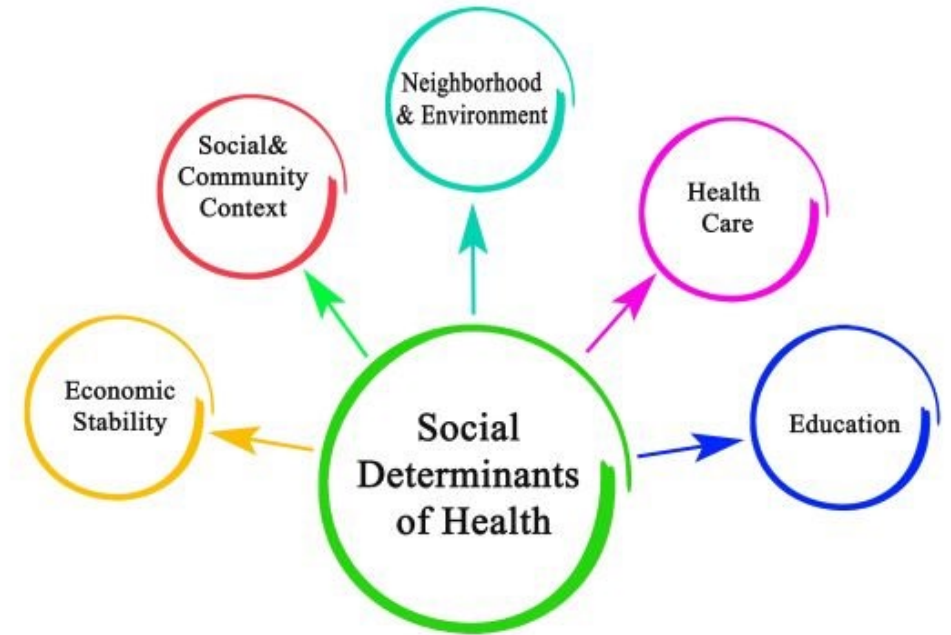 Neighborhood
& Environment
Social&
Community
Context
Health
Care
Economic
Stability
Education
Social
Determinants
of Health